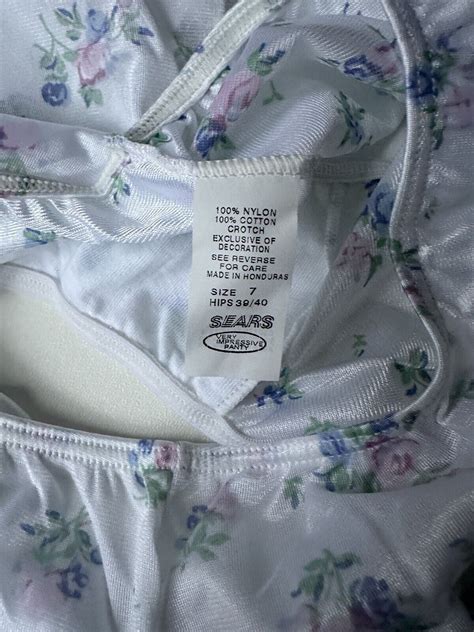 100% NYLON
100% COTTON
CROTCH
EXCLUSIVE OF
DECORATION
SEE REVERSE
FOR CARE
MADE IN HONDURAS
SIZE 7
HIPS 39/40
SEARS
VERY
IMPRESSIVE
PANTY